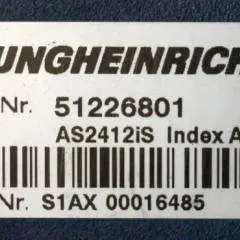 UNGHEINRICH
Nr. 51226801
AS2412iS Index A
Nr. S1AX 00016485